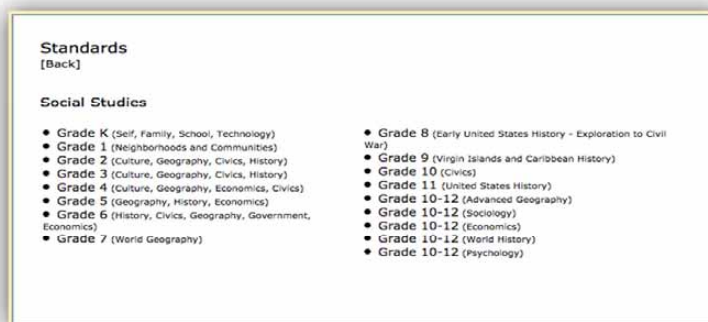 Standards
[Back]
Social Studies
• Grade K (Self, Family, School, Technology)
• Grade 1 (Neighborhoods and Communities)
• Grade 2 (Culture, Geography, Civics, History)
• Grade 3 (Culture, Geography, Civics, History)
• Grade 4 (Culture, Geography, Economics, Civics)
• Grade 5 (Geography, History, Economics)
• Grade 6 (History, Civics, Geography, Government,
Economics)
• Grade 7 (World Geography)
• Grade 8 (Early United States History - Exploration to Civil
War)
• Grade 9 (Virgin Islands and Caribbean History)
• Grade 10 (Civics)
• Grade 11 (United States History)
• Grade 10-12 (Advanced Geography)
• Grade 10-12 (Sociology)
• Grade 10-12 (Economics)
• Grade 10-12 (World History)
• Grade 10-12 (Psychology)